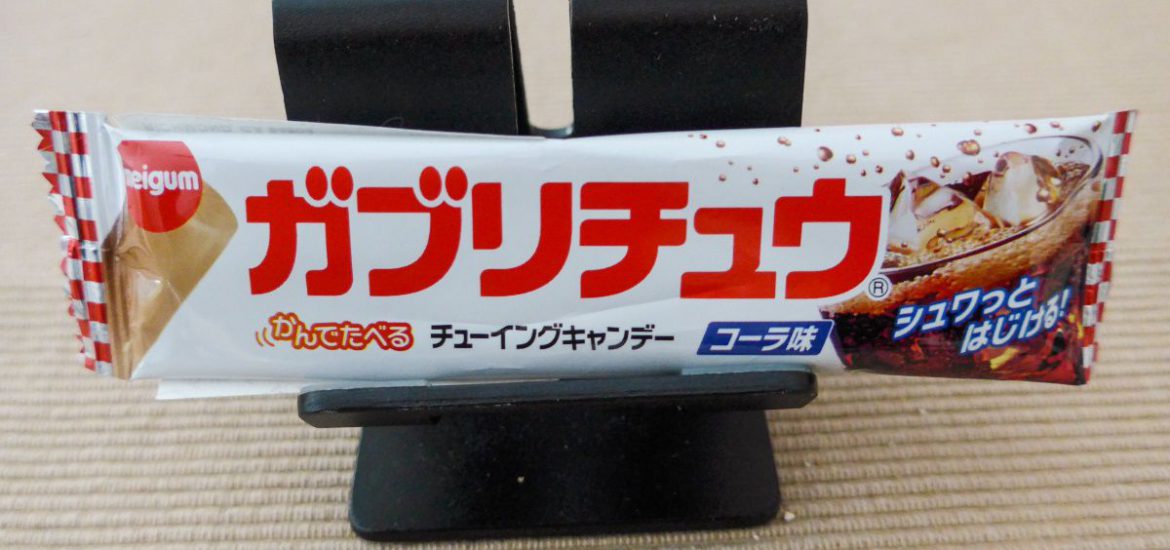 meigum
ガブリチュウ®
かんでたべる チューイングキャンデー コーラ味
シュワっと
はじける!